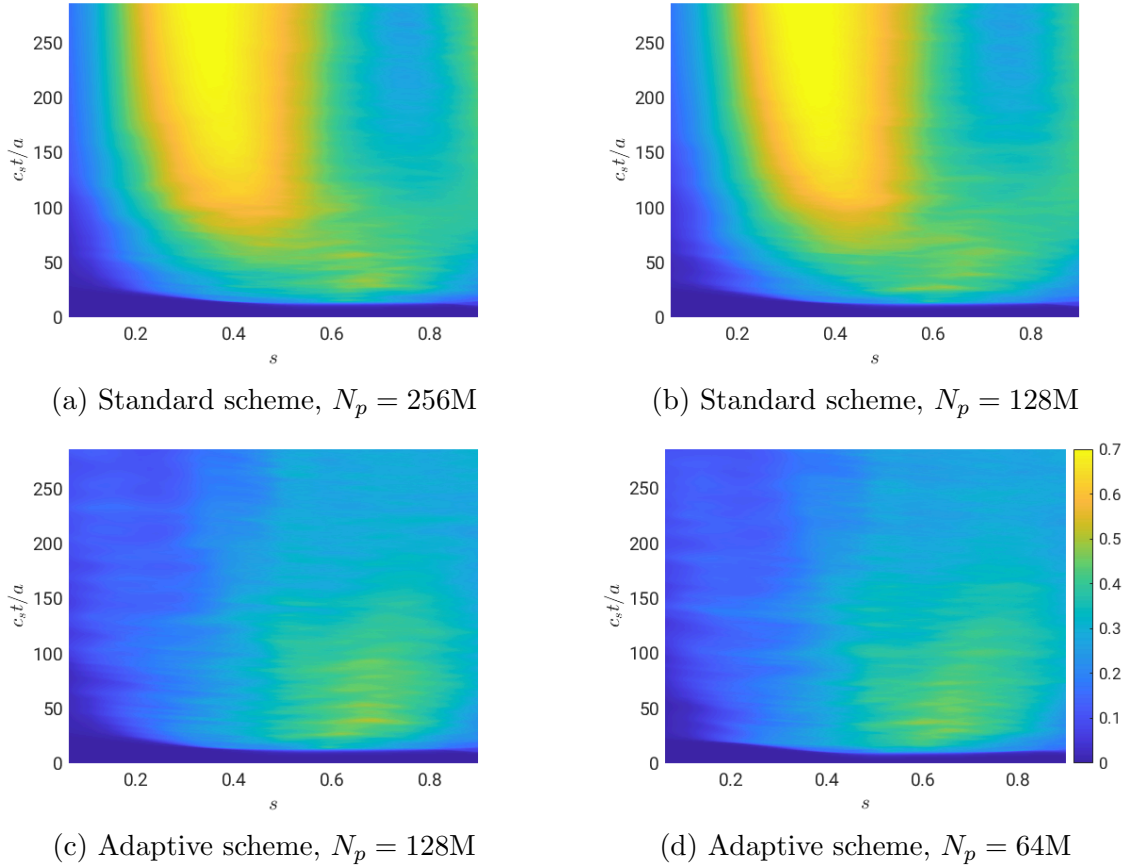 250
200
150
100
50
0
c_s t/a
0.2 0.4 0.6 0.8
s
(a) Standard scheme, N_p = 256M
250
200
150
100
50
0
c_s t/a
0.2 0.4 0.6 0.8
s
(b) Standard scheme, N_p = 128M
250
200
150
100
50
0
c_s t/a
0.2 0.4 0.6 0.8
s
(c) Adaptive scheme, N_p = 128M
250
200
150
100
50
0
c_s t/a
0.2 0.4 0.6 0.8
s
0.7
0.6
0.5
0.4
0.3
0.2
0.1
0
(d) Adaptive scheme, N_p = 64M